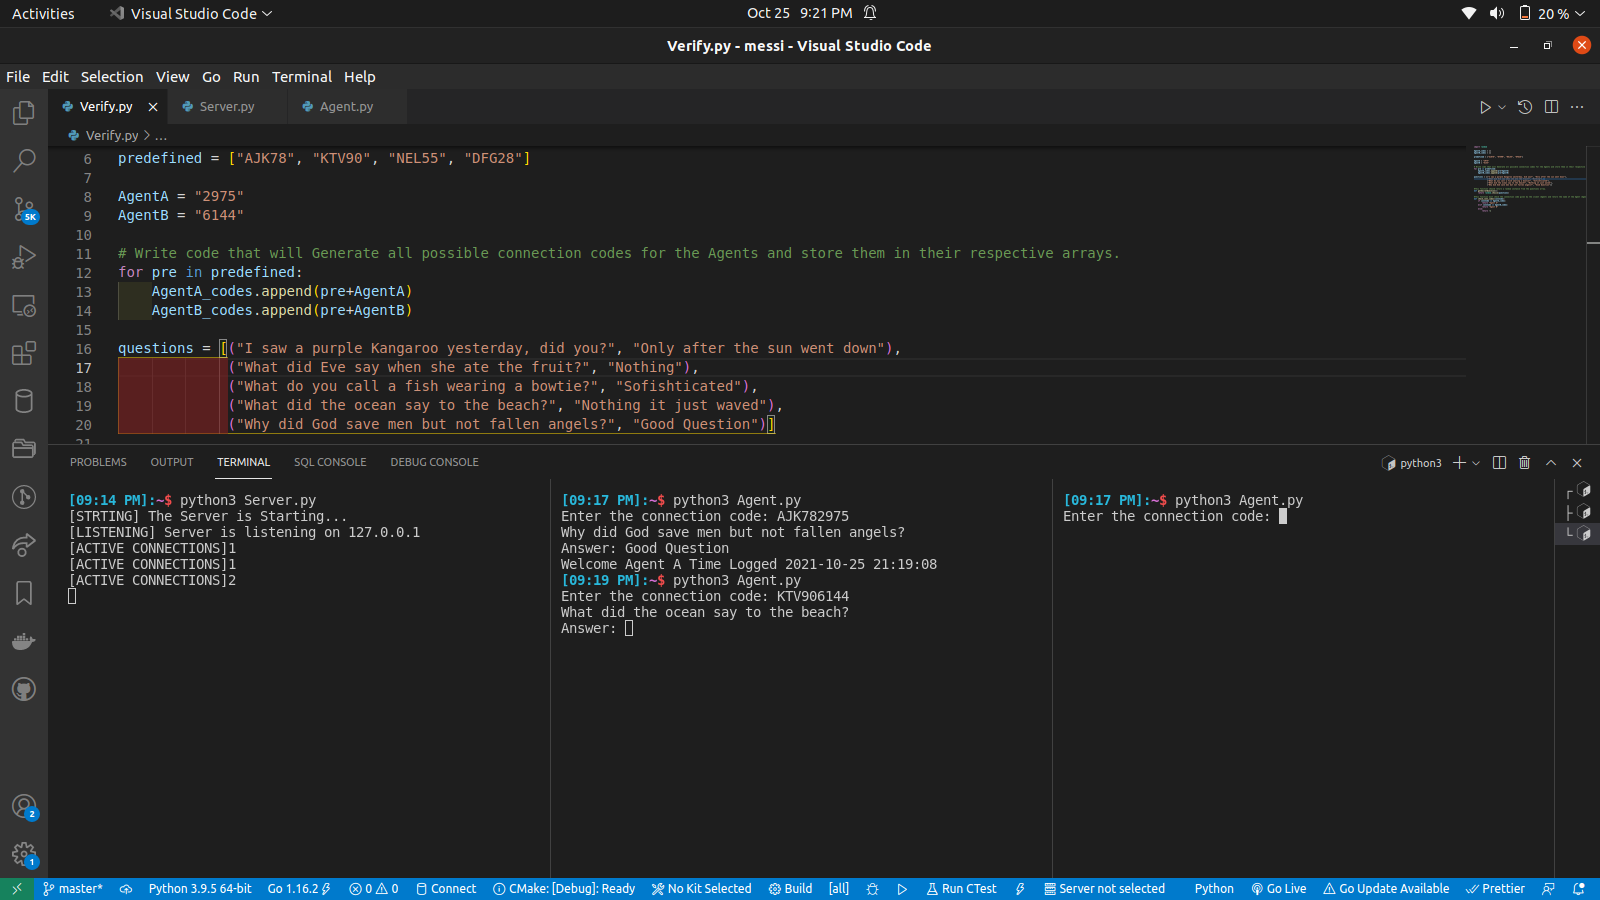 Activities Visual Studio Code Oct 25 9:21 PM 20 %
Verify.py - messi - Visual Studio Code
File Edit Selection View Go Run Terminal Help
Verify.py Server.py Agent.py
Verify.py > ...
6 predefined = ["AJK78", "KTV90", "NEL55", "DFG28"]
7
8 AgentA = "2975"
9 AgentB = "6144"
10
11 # Write code that will Generate all possible connection codes for the Agents and store them in their respective arrays.
12 for pre in predefined:
13 AgentA_codes.append(pre+AgentA)
14 AgentB_codes.append(pre+AgentB)
15
16 questions = [("I saw a purple Kangaroo yesterday, did you?", "Only after the sun went down"),
17 ("What did Eve say when she ate the fruit?", "Nothing"),
18 ("What do you call a fish wearing a bowtie?", "Sofishticated"),
19 ("What did the ocean say to the beach?", "Nothing it just waved"),
20 ("Why did God save men but not fallen angels?", "Good Question")]
21
PROBLEMS OUTPUT TERMINAL SQL CONSOLE DEBUG CONSOLE python3
[09:14 PM]:~$ python3 Server.py
[STRTING] The Server is Starting...
[LISTENING] Server is listening on 127.0.0.1
[ACTIVE CONNECTIONS]1
[ACTIVE CONNECTIONS]1
[ACTIVE CONNECTIONS]2
[09:17 PM]:~$ python3 Agent.py
Enter the connection code: AJK782975
Why did God save men but not fallen angels?
Answer: Good Question
Welcome Agent A Time Logged 2021-10-25 21:19:08
[09:19 PM]:~$ python3 Agent.py
Enter the connection code: KTV906144
What did the ocean say to the beach?
Answer:
[09:17 PM]:~$ python3 Agent.py
Enter the connection code:
5K
2
1
master* Python 3.9.5 64-bit Go 1.16.2 0 0 Connect CMake: [Debug]: Ready No Kit Selected Build [all] Run CTest Server not selected Python Go Live Go Update Available Prettier